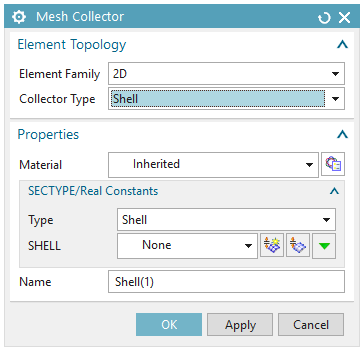 Mesh Collector
Element Topology
Element Family 2D
Collector Type Shell
Properties
Material Inherited
SECTYPE/Real Constants
Type Shell
SHELL None
Name Shell(1)
OK Apply Cancel